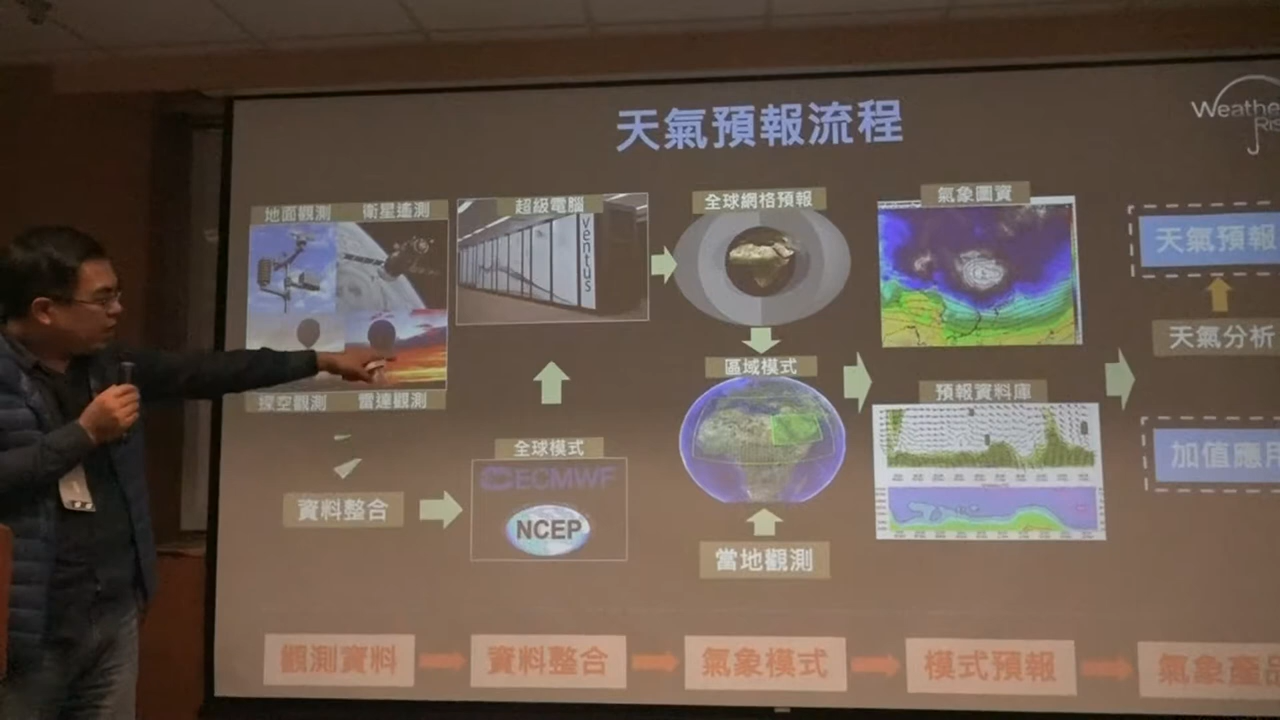 天氣預報流程
Weathe
Ris
地面觀測 衛星遙測
探空觀測 雷達觀測
資料整合
超級電腦
ventus
全球模式
ECMWF
NCEP
全球網格預報
區域模式
當地觀測
氣象圖資
預報資料庫
天氣預報
天氣分析
加值應用
觀測資料
資料整合
氣象模式
模式預報
氣象產品